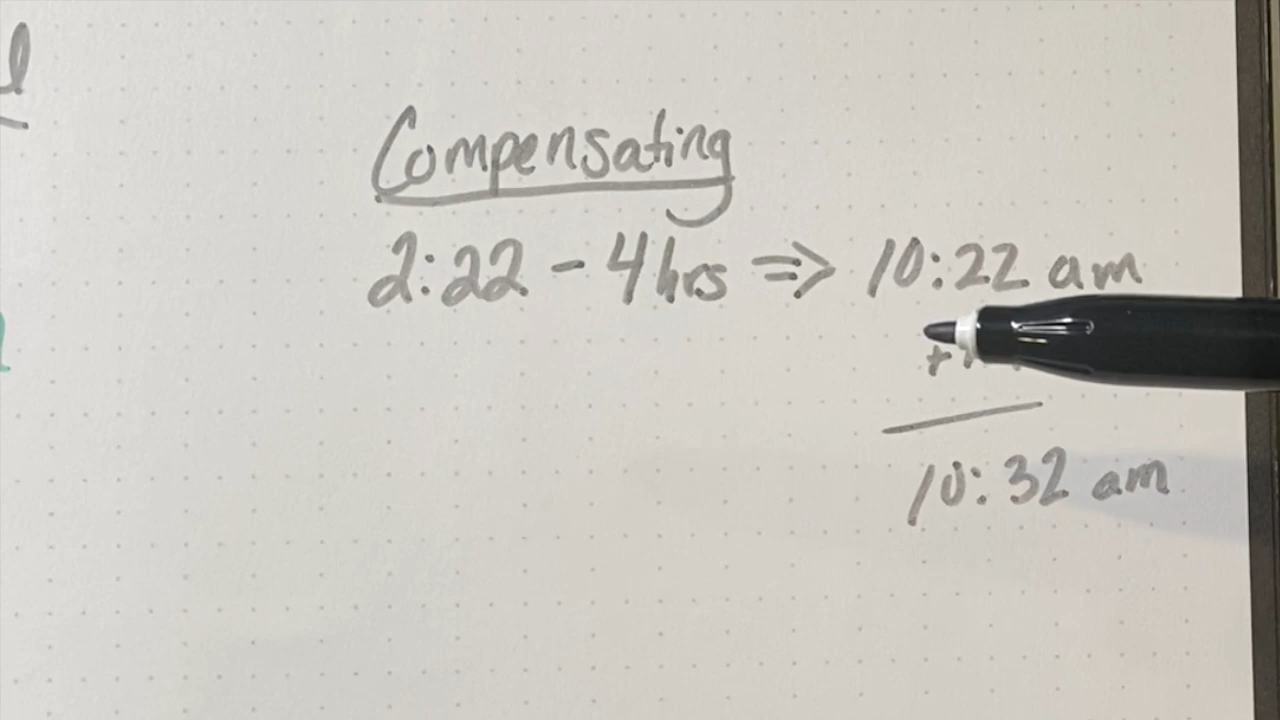 Compensating
2:22 - 4hrs => 10:22 am
+
10:32 am